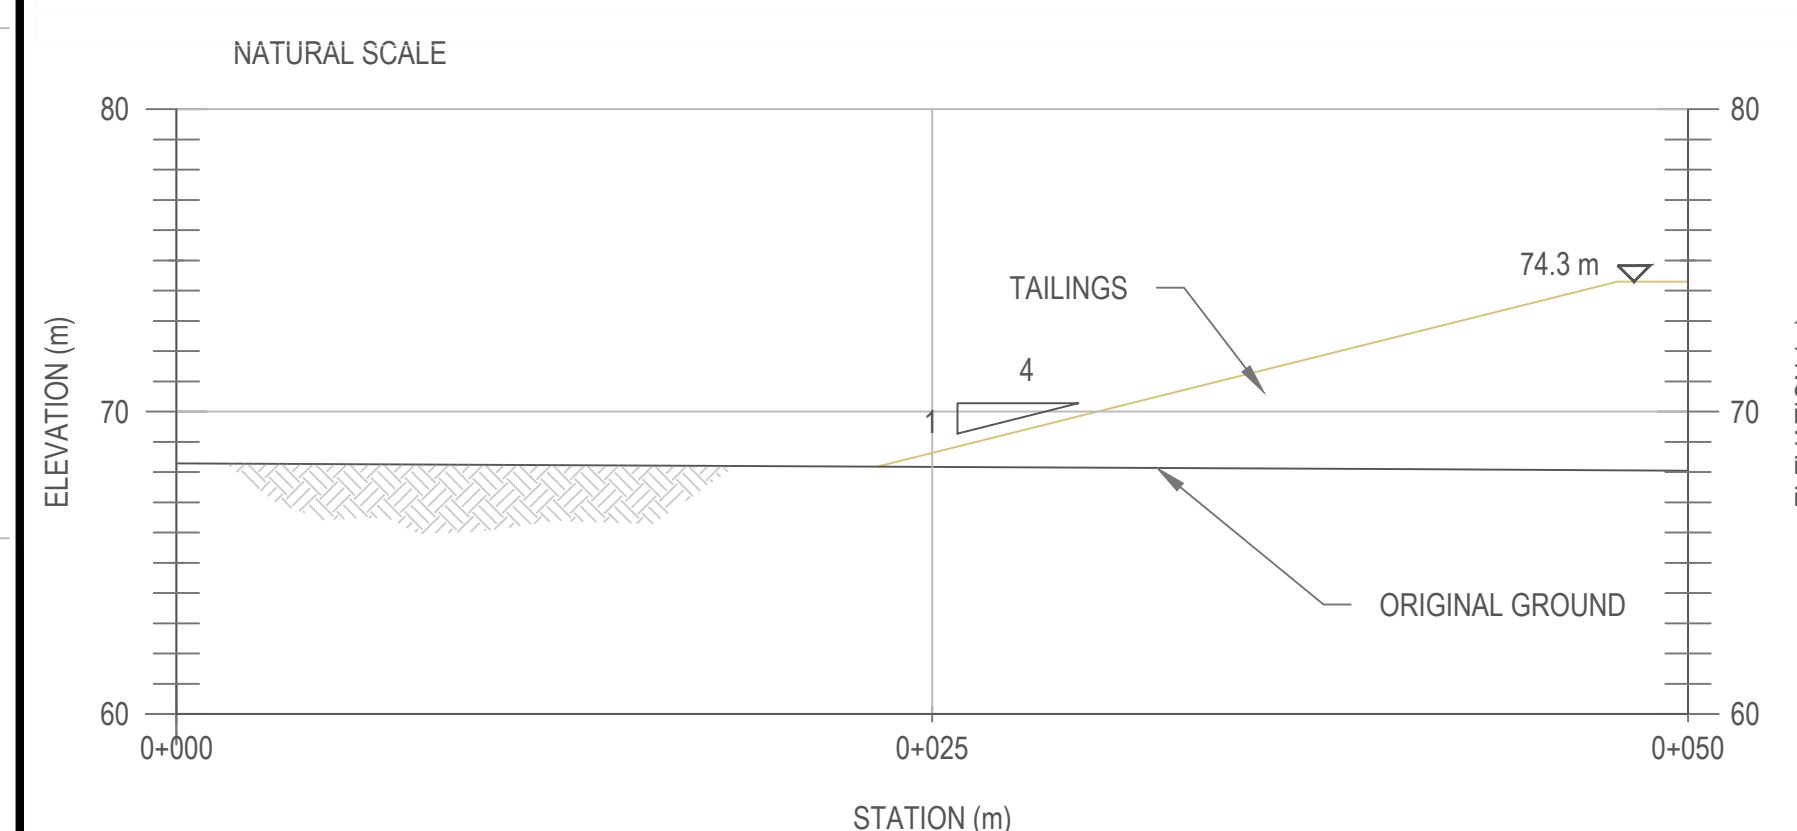 NATURAL SCALE
80
80
74.3 m
TAILINGS
4
ELEVATION (m)
70
1
70
ORIGINAL GROUND
60
60
0+000
0+025
0+050
STATION (m)